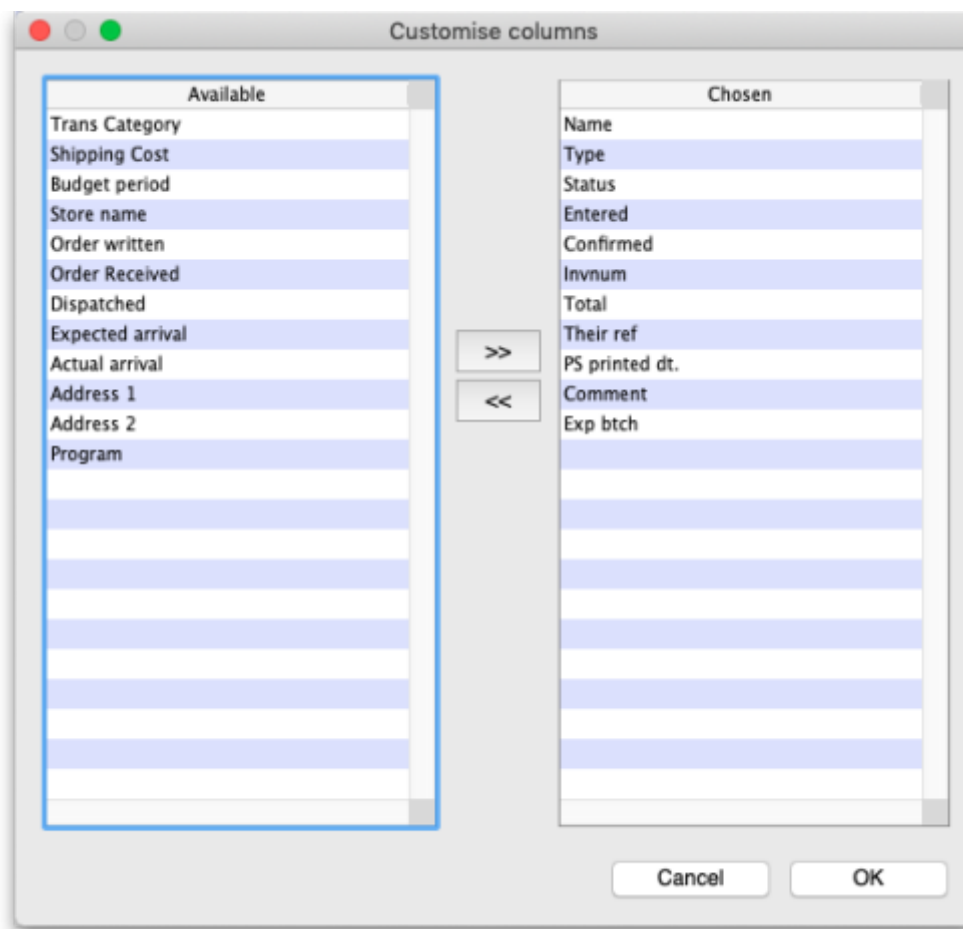 Customise columns
Available
Trans Category
Shipping Cost
Budget period
Store name
Order written
Order Received
Dispatched
Expected arrival
Actual arrival
Address 1
Address 2
Program
>>
<<
Chosen
Name
Type
Status
Entered
Confirmed
Invnum
Total
Their ref
PS printed dt.
Comment
Exp btch
Cancel
OK